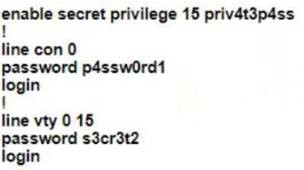 enable secret privilege 15 priv4t3p4ss
!
line con 0
password p4ssw0rd1
login
!
line vty 0 15
password s3cr3t2
login